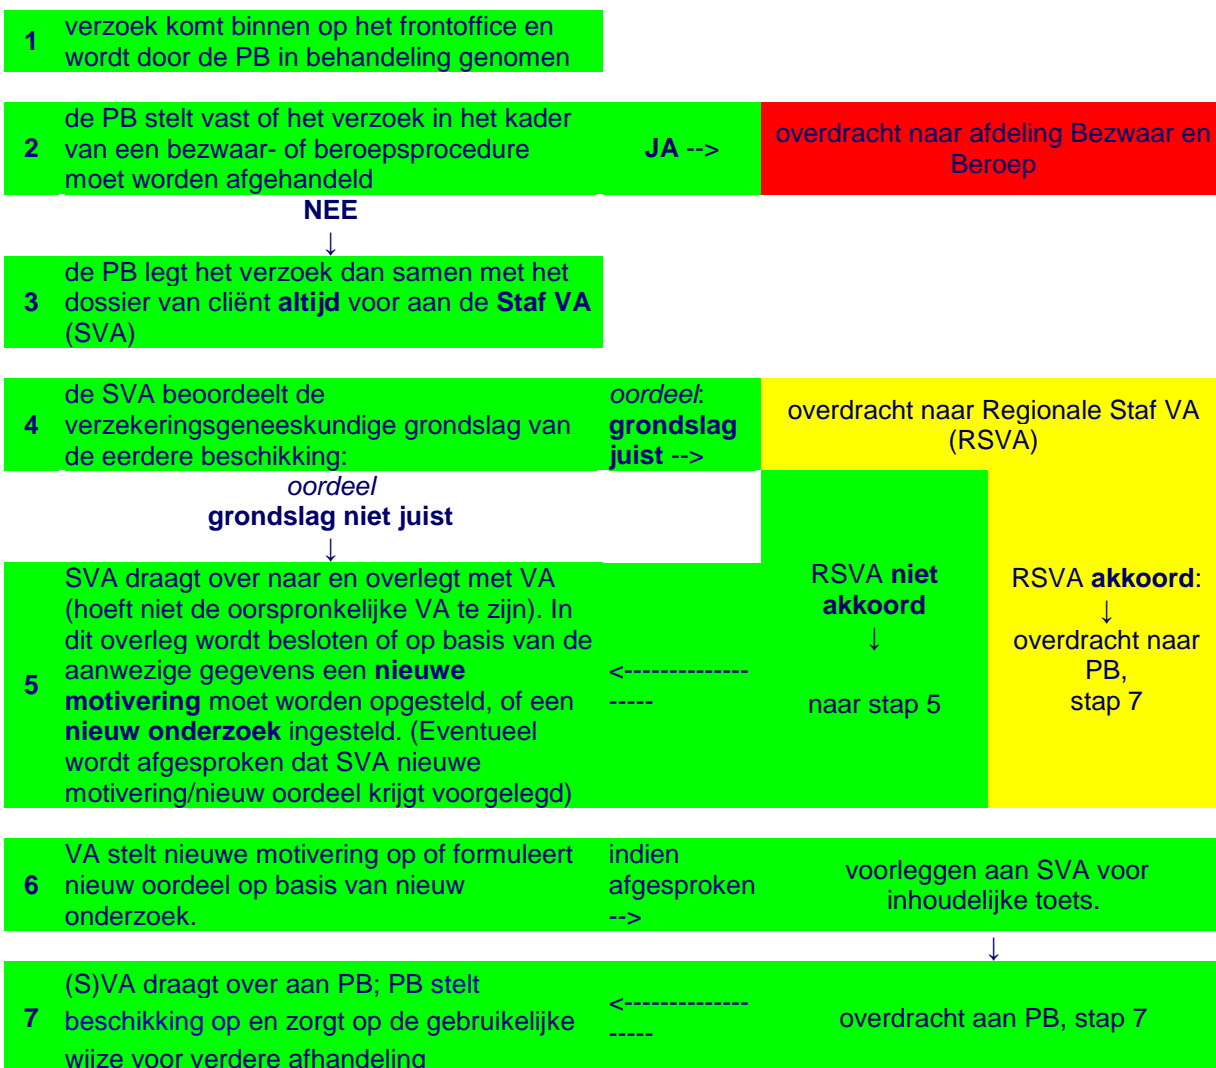 1
verzoek komt binnen op het frontoffice en
wordt door de PB in behandeling genomen
2
de PB stelt vast of het verzoek in het kader
van een bezwaar- of beroepsprocedure
moet worden afgehandeld
JA -->
overdracht naar afdeling Bezwaar en
Beroep
NEE
↓
3
de PB legt het verzoek dan samen met het
dossier van cliënt altijd voor aan de Staf VA
(SVA)
4
de SVA beoordeelt de
verzekeringsgeneeskundige grondslag van
de eerdere beschikking:
oordeel:
grondslag
juist -->
overdracht naar Regionale Staf VA
(RSVA)
oordeel
grondslag niet juist
↓
5
SVA draagt over naar en overlegt met VA
(hoeft niet de oorspronkelijke VA te zijn). In
dit overleg wordt besloten of op basis van de
aanwezige gegevens een nieuwe
motivering moet worden opgesteld, of een
nieuw onderzoek ingesteld. (Eventueel
wordt afgesproken dat SVA nieuwe
motivering/nieuw oordeel krijgt voorgelegd)
<--------------
-----
RSVA niet
akkoord
↓
naar stap 5
RSVA akkoord:
↓
overdracht naar
PB,
stap 7
6
VA stelt nieuwe motivering op of formuleert
nieuw oordeel op basis van nieuw
onderzoek.
indien
afgesproken
-->
voorleggen aan SVA voor
inhoudelijke toets.
↓
7
(S)VA draagt over aan PB; PB stelt
beschikking op en zorgt op de gebruikelijke
wijze voor verdere afhandeling
<--------------
-----
overdracht aan PB, stap 7